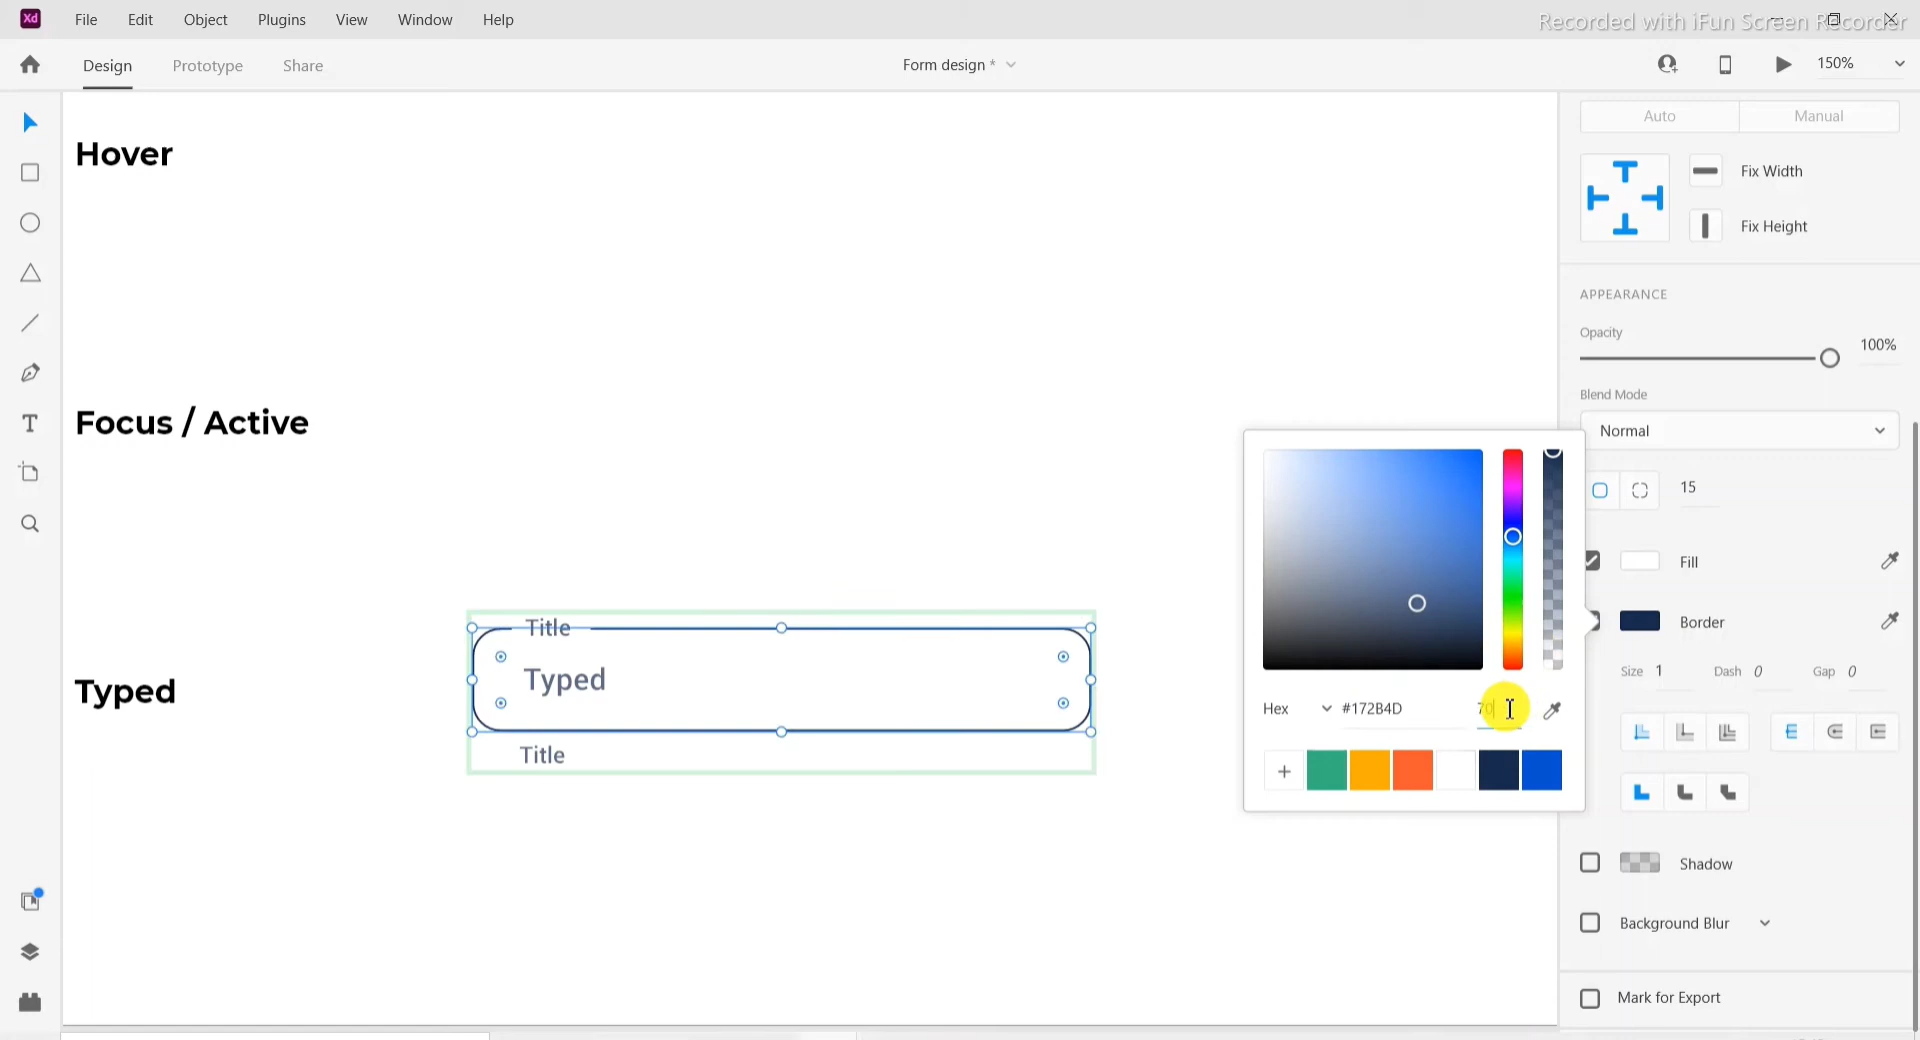 Xd File Edit Object Plugins View Window Help
Recorded with iFun Screen Recorder
Design Prototype Share
Form design *
150%
Auto Manual
Hover
Fix Width
Fix Height
APPEARANCE
Opacity
100%
Blend Mode
Normal
Focus / Active
15
Fill
Border
Title
Size 1 Dash 0 Gap 0
Typed
Typed
Hex #172B4D 70
Title
+
Shadow
Background Blur
Mark for Export